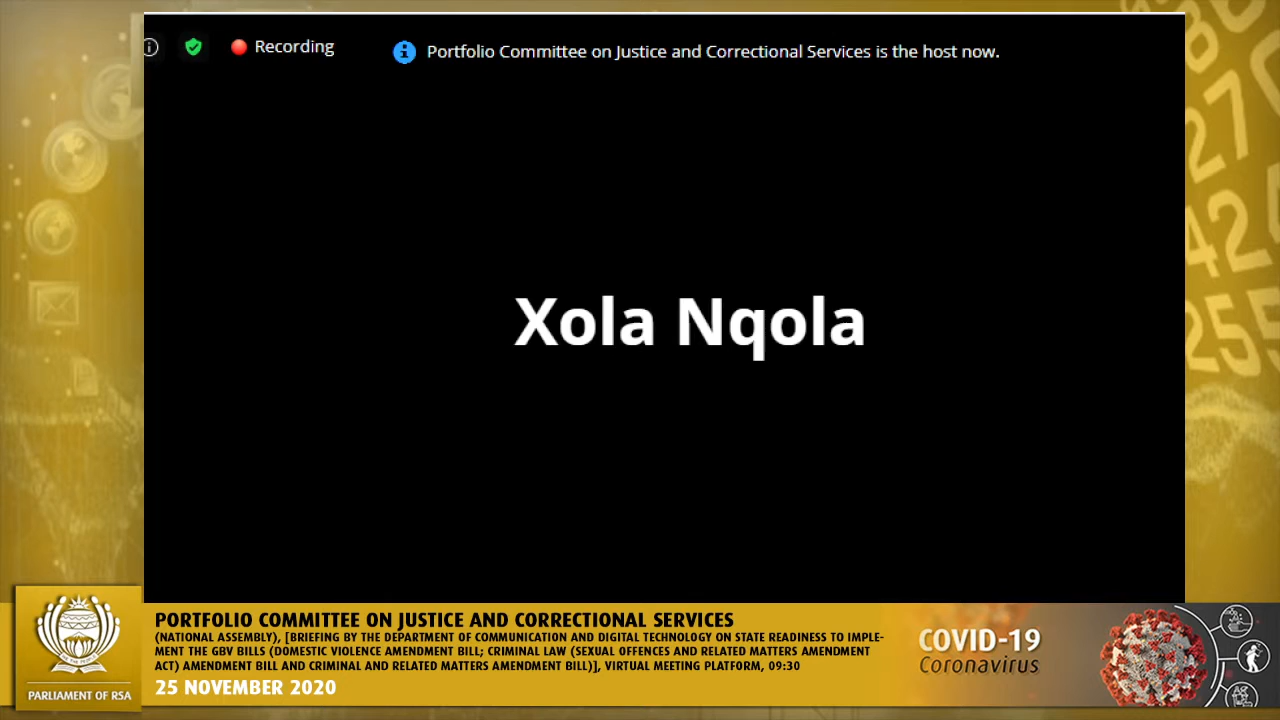 Recording
Portfolio Committee on Justice and Correctional Services is the host now.
Xola Nqola
PORTFOLIO COMMITTEE ON JUSTICE AND CORRECTIONAL SERVICES
(NATIONAL ASSEMBLY), [BRIEFING BY THE DEPARTMENT OF COMMUNICATION AND DIGITAL TECHNOLOGY ON STATE READINESS TO IMPLE-
MENT THE GBV BILLS (DOMESTIC VIOLENCE AMENDMENT BILL; CRIMINAL LAW (SEXUAL OFFENCES AND RELATED MATTERS AMENDMENT
ACT) AMENDMENT BILL AND CRIMINAL AND RELATED MATTERS AMENDMENT BILL)], VIRTUAL MEETING PLATFORM, 09:30
25 NOVEMBER 2020
PARLIAMENT OF RSA
COVID-19
Coronavirus
27
42
255